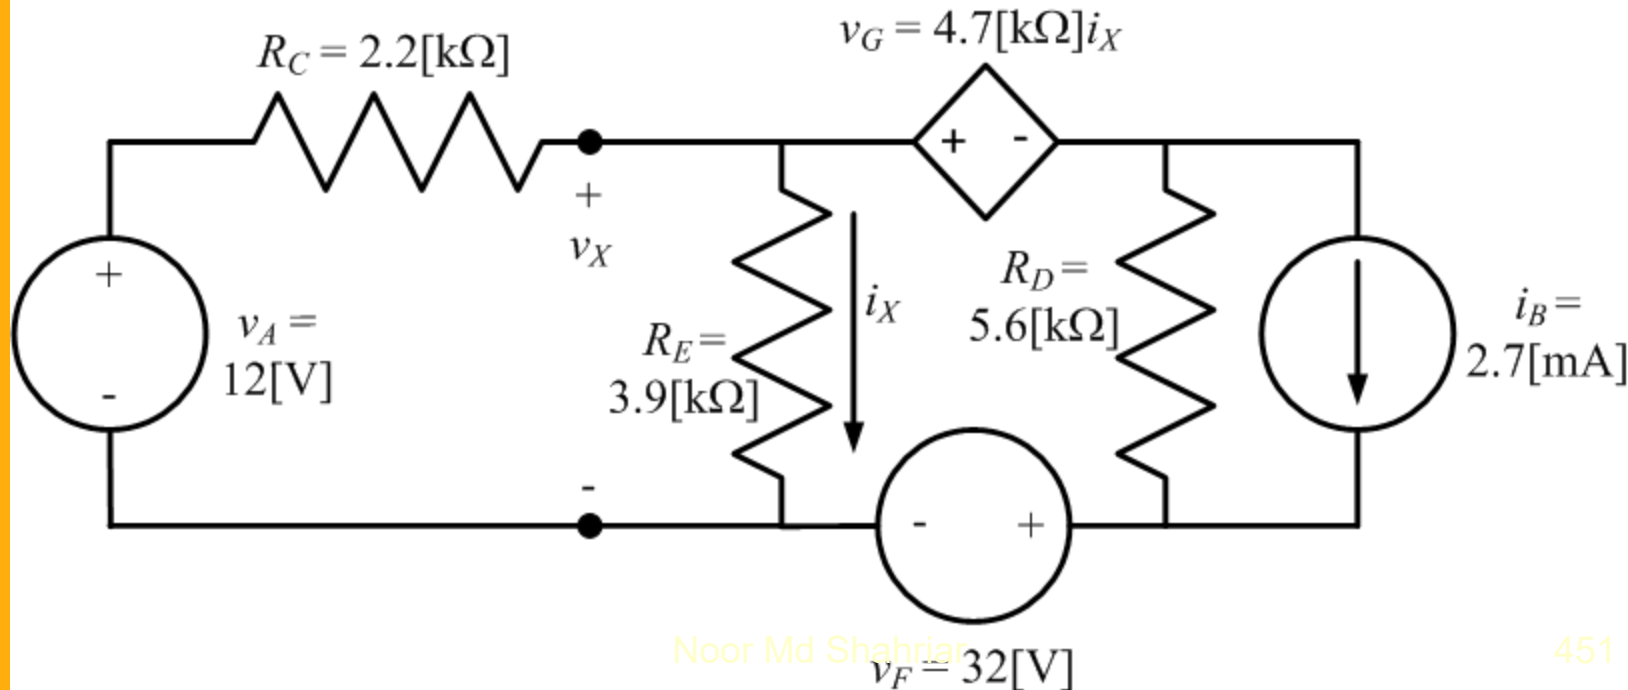 v_G = 4.7[kΩ]i_X
R_C = 2.2[kΩ]
+ -
+
v_X
+
-
v_A =
12[V]
R_E =
3.9[kΩ]
i_X
R_D =
5.6[kΩ]
i_B =
2.7[mA]
-
- +
Noor Md Shahriar
451
v_F = 32[V]